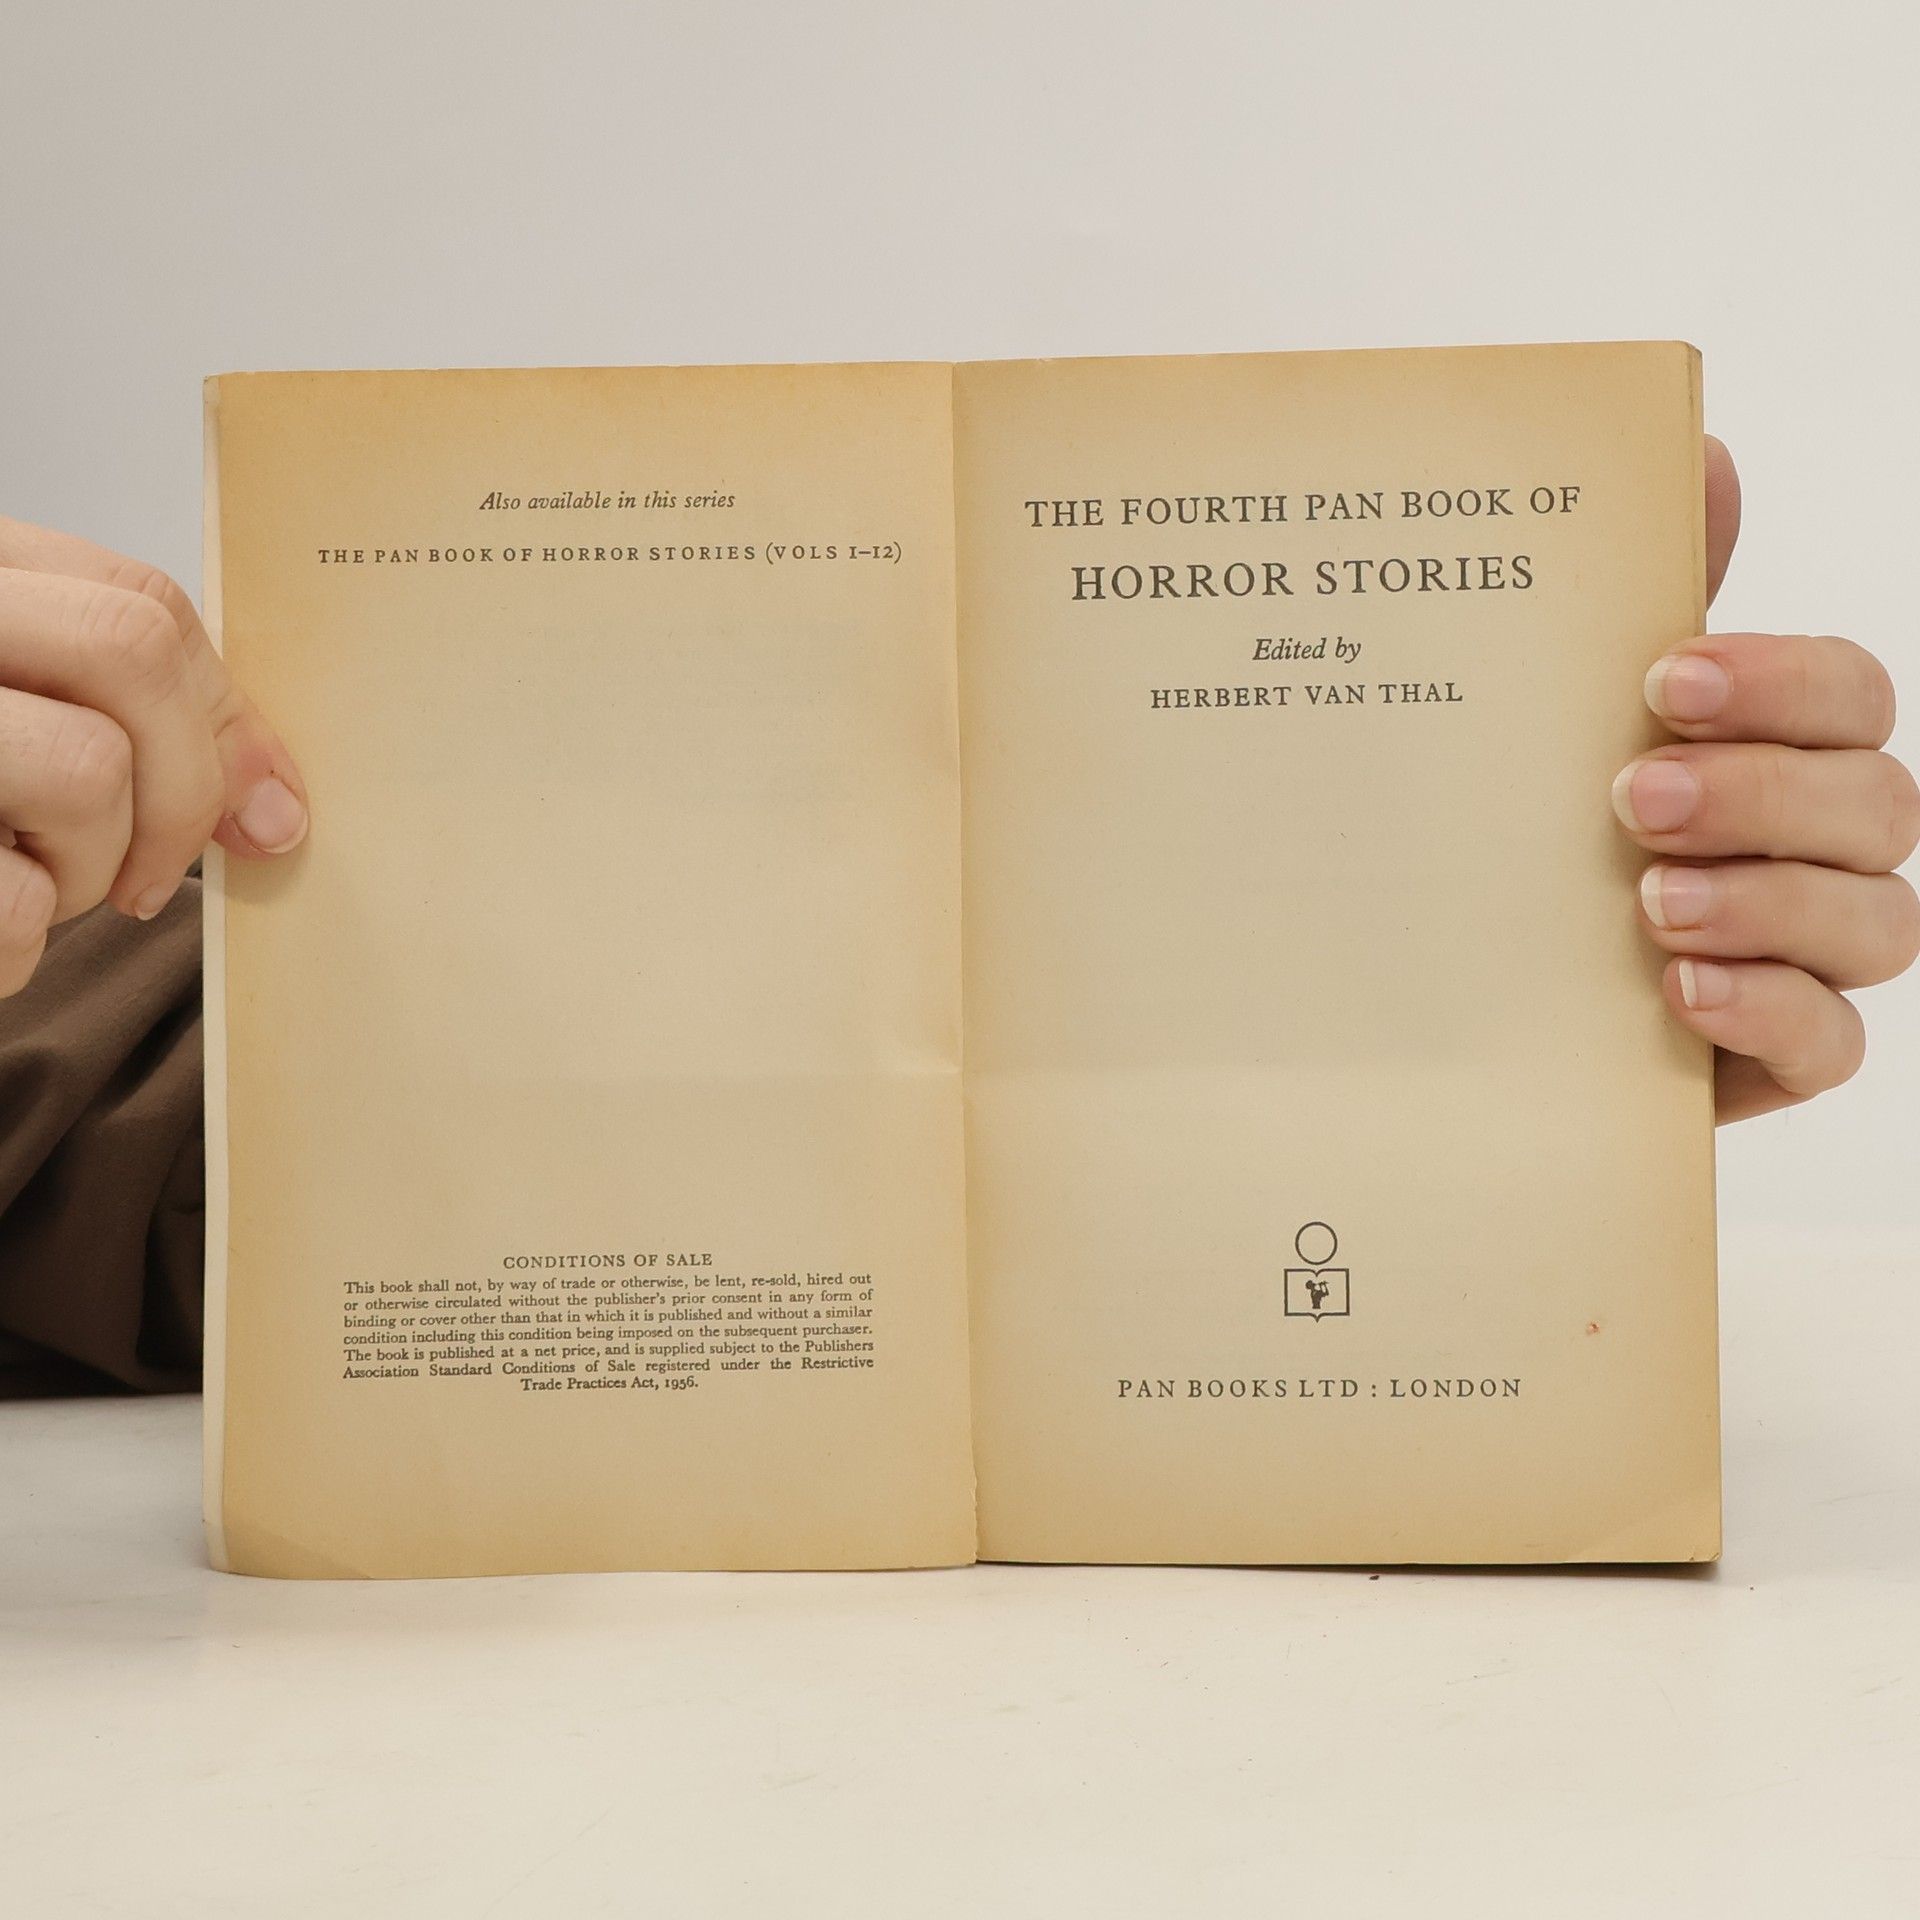 Also available in this series
THE PAN BOOK OF HORROR STORIES (VOLS 1–12)
CONDITIONS OF SALE
This book shall not, by way of trade or otherwise, be lent, re-sold, hired out
or otherwise circulated without the publisher's prior consent in any form of
binding or cover other than that in which it is published and without a similar
condition including this condition being imposed on the subsequent purchaser.
The book is published at a net price, and is supplied subject to the Publishers
Association Standard Conditions of Sale registered under the Restrictive
Trade Practices Act, 1956.
THE FOURTH PAN BOOK OF
HORROR STORIES
Edited by
HERBERT VAN THAL
PAN BOOKS LTD : LONDON